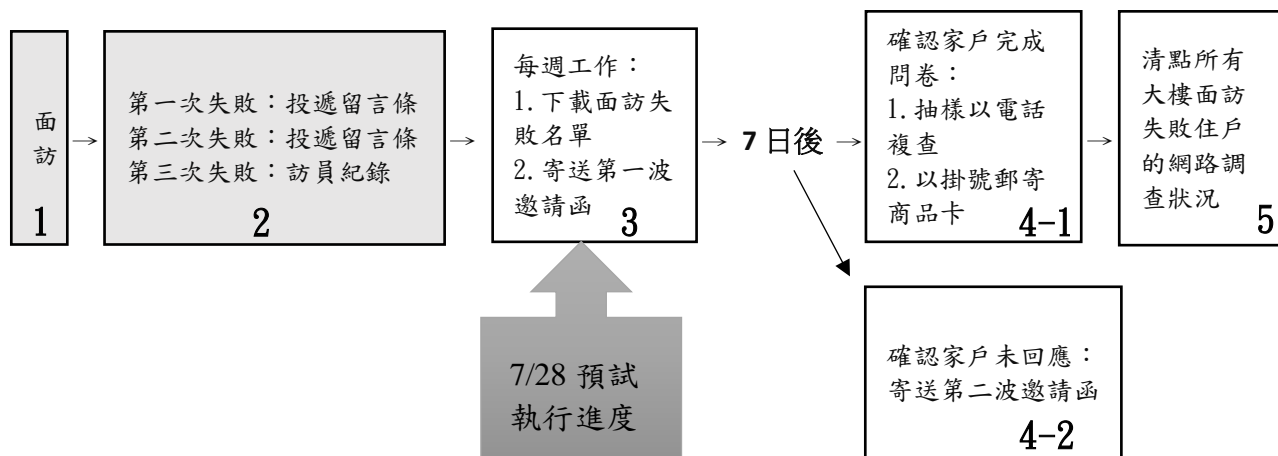 面
訪
1
→
第一次失敗：投遞留言條
第二次失敗：投遞留言條
第三次失敗：訪員紀錄
2
→
每週工作：
1.下載面訪失
敗名單
2.寄送第一波
邀請函
3
→ 7 日後 →
確認家戶完成
問卷：
1.抽樣以電話
複查
2.以掛號郵寄
商品卡
4-1
→
清點所有
大樓面訪
失敗住戶
的網路調
查狀況
5
7/28 預試
執行進度
確認家戶未回應：
寄送第二波邀請函
4-2